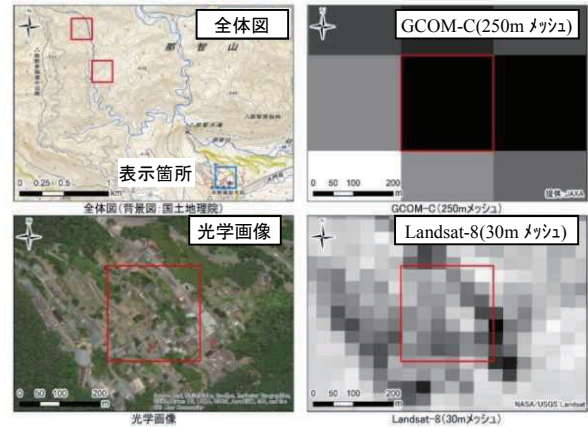 全体図
那智山
表示箇所
0 0.25 0.5 1
km
全体図(背景図:国土地理院)
GCOM-C(250m メッシュ)
0 50 100 200
m
提供:JAXA
GCOM-C(250mメッシュ)
光学画像
0 50 100 200
m
光学画像
Landsat-8(30m メッシュ)
0 50 100 200
m
NASA/USGS Landsat
Landsat-8(30mメッシュ)